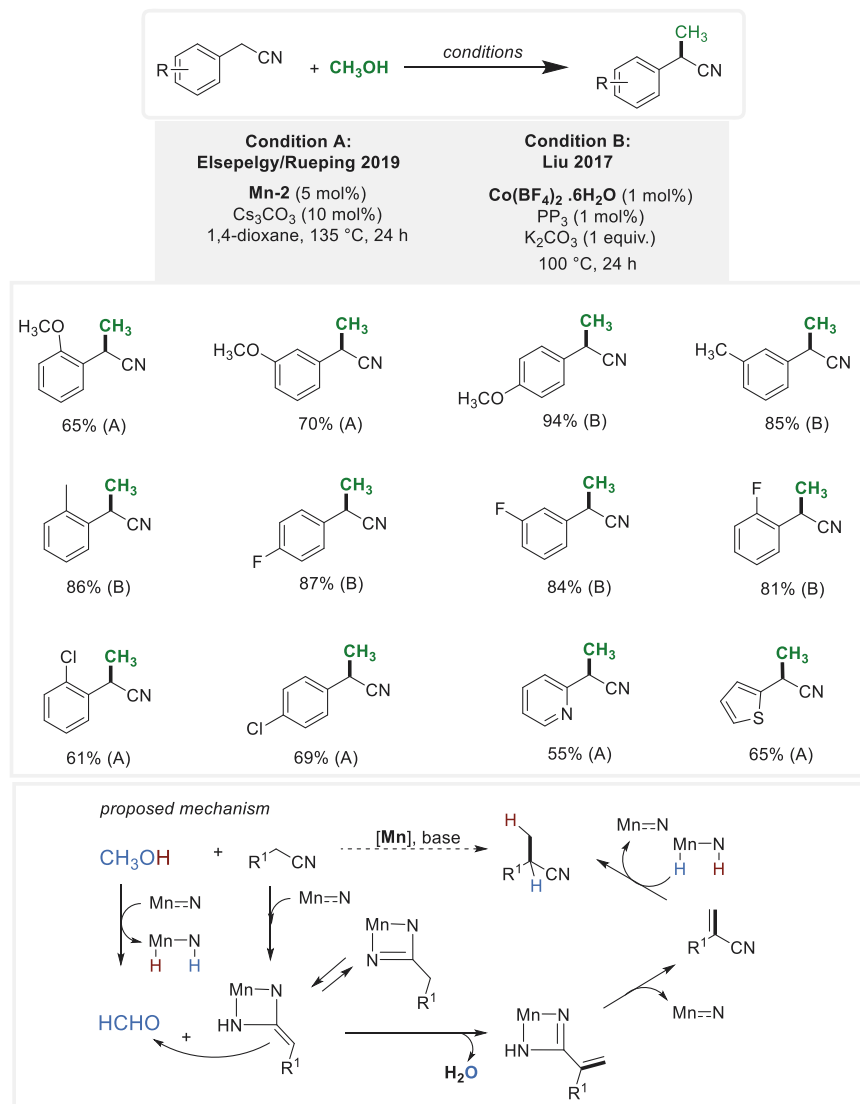 CH₃
CN
R
+ CH₃OH
conditions
R
CN
Condition A:
Elsepelgy/Rueping 2019
Mn-2 (5 mol%)
Cs₃CO₃ (10 mol%)
1,4-dioxane, 135 °C, 24 h
Condition B:
Liu 2017
Co(BF₄)₂ .6H₂O (1 mol%)
PP₃ (1 mol%)
K₂CO₃ (1 equiv.)
100 °C, 24 h
H₃CO
CH₃
CN
65% (A)
H₃CO
CH₃
CN
70% (A)
H₃CO
CH₃
CN
94% (B)
CH₃
CH₃
CN
85% (B)
CH₃
CN
86% (B)
F
CH₃
CN
87% (B)
F
CH₃
CN
84% (B)
F
CH₃
CN
81% (B)
Cl
CH₃
CN
61% (A)
Cl
CH₃
CN
69% (A)
N
CH₃
CN
55% (A)
S
CH₃
CN
65% (A)
proposed mechanism
CH₃OH
+
R¹ CN
[Mn], base
H
R¹ CN
H
Mn=N
Mn N
H H
Mn=N
Mn N
H H
Mn=N
Mn N
N
R¹
R¹ CN
Mn=N
HCHO
+
Mn N
HN
R¹
H₂O
Mn N
HN
R¹